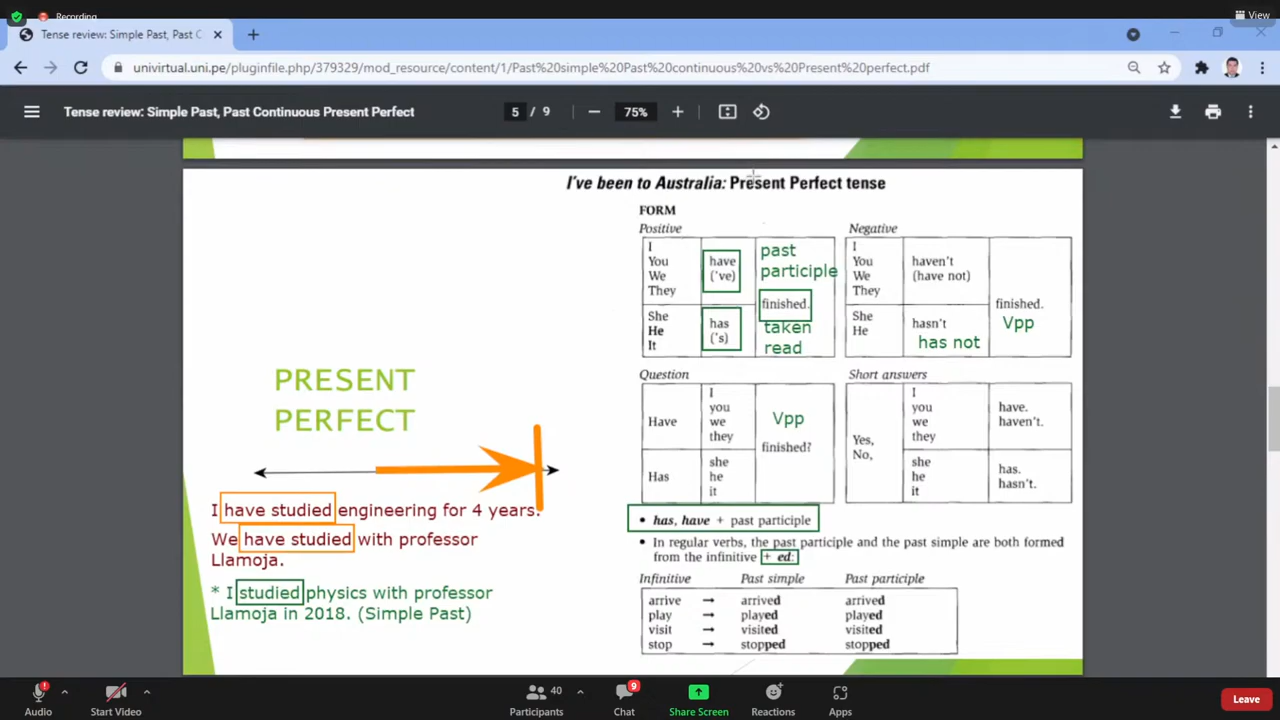 Recording
View
Tense review: Simple Past, Past C
univirtual.uni.pe/pluginfile.php/379329/mod_resource/content/1/Past%20simple%20Past%20continuous%20vs%20Present%20perfect.pdf
Tense review: Simple Past, Past Continuous Present Perfect
5 / 9
75%
I've been to Australia: Present Perfect tense
FORM
Positive
I
You
We
They
have
('ve)
past
participle
finished.
She
He
It
has
('s)
taken
read
Negative
I
You
We
They
haven't
(have not)
finished.
Vpp
She
He
hasn't
has not
Question
Have
I
you
we
they
Vpp
finished?
Has
she
he
it
Short answers
Yes,
No,
I
you
we
they
have.
haven't.
she
he
it
has.
hasn't.
PRESENT
PERFECT
I have studied engineering for 4 years.
We have studied with professor
Llamoja.
* I studied physics with professor
Llamoja in 2018. (Simple Past)
• has, have + past participle
• In regular verbs, the past participle and the past simple are both formed
from the infinitive + ed:
Infinitive Past simple Past participle
arrive → arrived arrived
play → played played
visit → visited visited
stop → stopped stopped
Audio
Start Video
40
Participants
9
Chat
Share Screen
Reactions
Apps
Leave